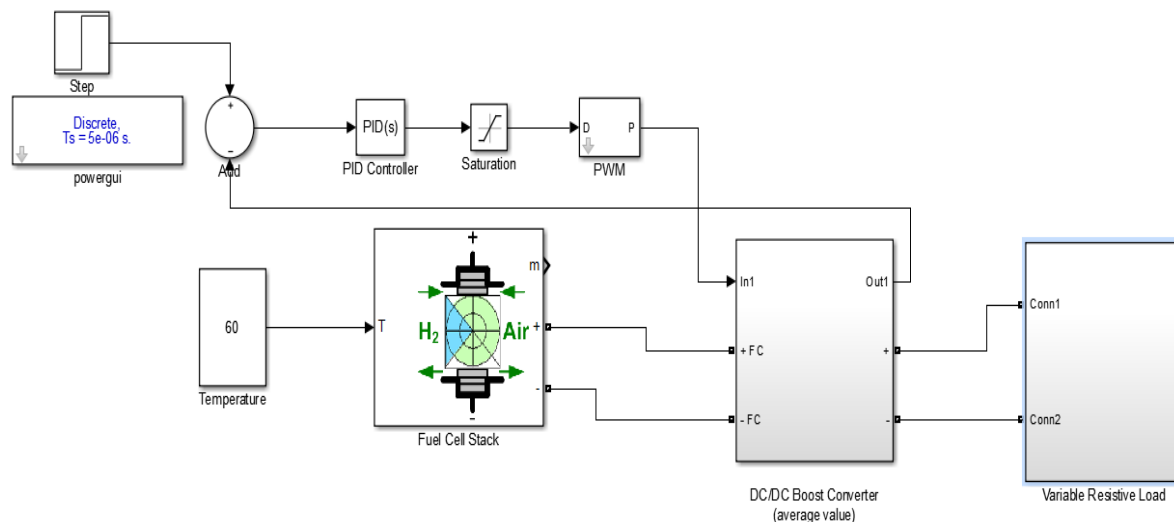 Step
Discrete,
Ts = 5e-06 s.
powergui
+
-
Add
PID(s)
PID Controller
Saturation
D P
PWM
60
Temperature
T
+
m
H₂ Air
+
-
-
Fuel Cell Stack
In1 Out1
+ FC +
- FC -
DC/DC Boost Converter
(average value)
Conn1
Conn2
Variable Resistive Load